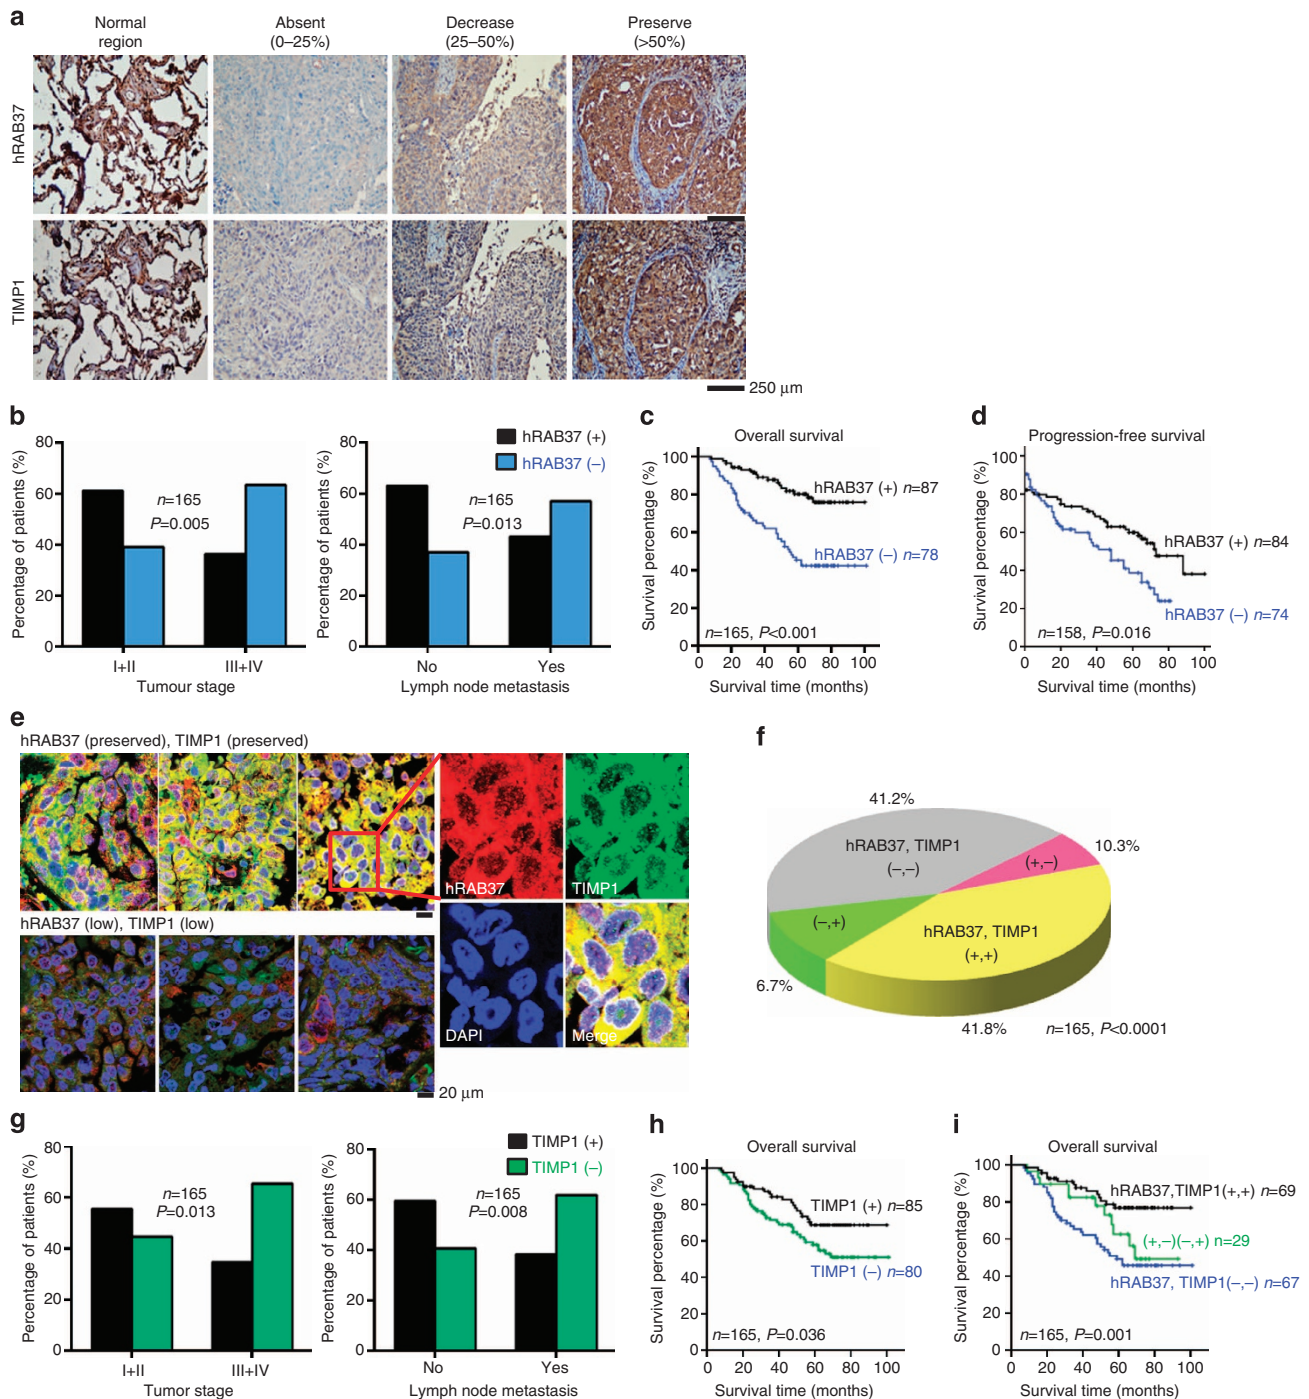 a
Normal region
Absent (0–25%)
Decrease (25–50%)
Preserve (>50%)
hRAB37
TIMP1
250 μm
b
Percentage of patients (%)
80
60
40
20
0
n=165
P=0.005
I+II
III+IV
Tumour stage
Percentage of patients (%)
80
60
40
20
0
hRAB37 (+)
hRAB37 (–)
n=165
P=0.013
No
Yes
Lymph node metastasis
c
Overall survival
Survival percentage (%)
100
80
60
40
20
0
hRAB37 (+) n=87
hRAB37 (–) n=78
n=165, P<0.001
0 20 40 60 80 100
Survival time (months)
d
Progression-free survival
Survival percentage (%)
100
80
60
40
20
0
hRAB37 (+) n=84
hRAB37 (–) n=74
n=158, P=0.016
0 20 40 60 80 100
Survival time (months)
e
hRAB37 (preserved), TIMP1 (preserved)
hRAB37
TIMP1
hRAB37 (low), TIMP1 (low)
DAPI
Merge
20 μm
f
41.2%
hRAB37, TIMP1
(–,–)
10.3%
(+,–)
(–,+)
6.7%
hRAB37, TIMP1
(+,+)
41.8%
n=165, P<0.0001
g
Percentage of patients (%)
80
60
40
20
0
n=165
P=0.013
I+II
III+IV
Tumor stage
Percentage of patients (%)
80
60
40
20
0
TIMP1 (+)
TIMP1 (–)
n=165
P=0.008
No
Yes
Lymph node metastasis
h
Overall survival
Survival percentage (%)
100
80
60
40
20
0
TIMP1 (+) n=85
TIMP1 (–) n=80
n=165, P=0.036
0 20 40 60 80 100
Survival time (months)
i
Overall survival
Survival percentage (%)
100
80
60
40
20
0
hRAB37,TIMP1(+,+) n=69
(+,–)(–,+) n=29
hRAB37, TIMP1(–,–) n=67
n=165, P=0.001
0 20 40 60 80 100
Survival time (months)